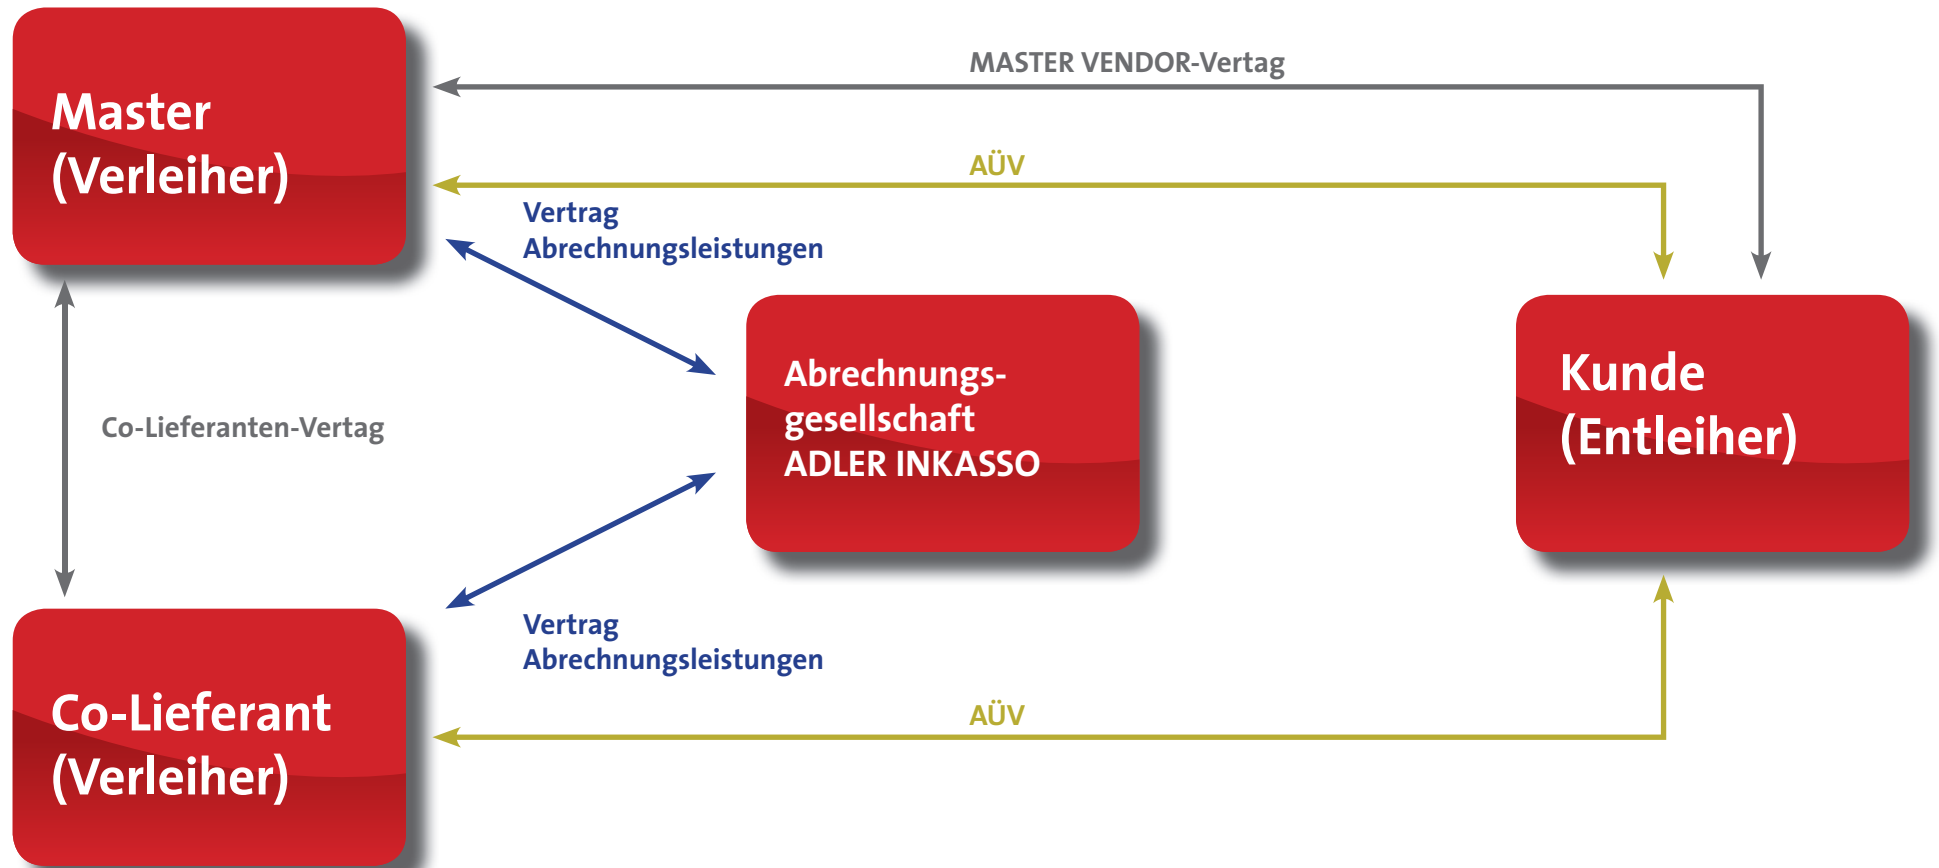 Master
(Verleiher)
MASTER VENDOR-Vertag
AÜV
Vertrag
Abrechnungsleistungen
Abrechnungs-
gesellschaft
ADLER INKASSO
Kunde
(Entleiher)
Co-Lieferanten-Vertag
Vertrag
Abrechnungsleistungen
Co-Lieferant
(Verleiher)
AÜV